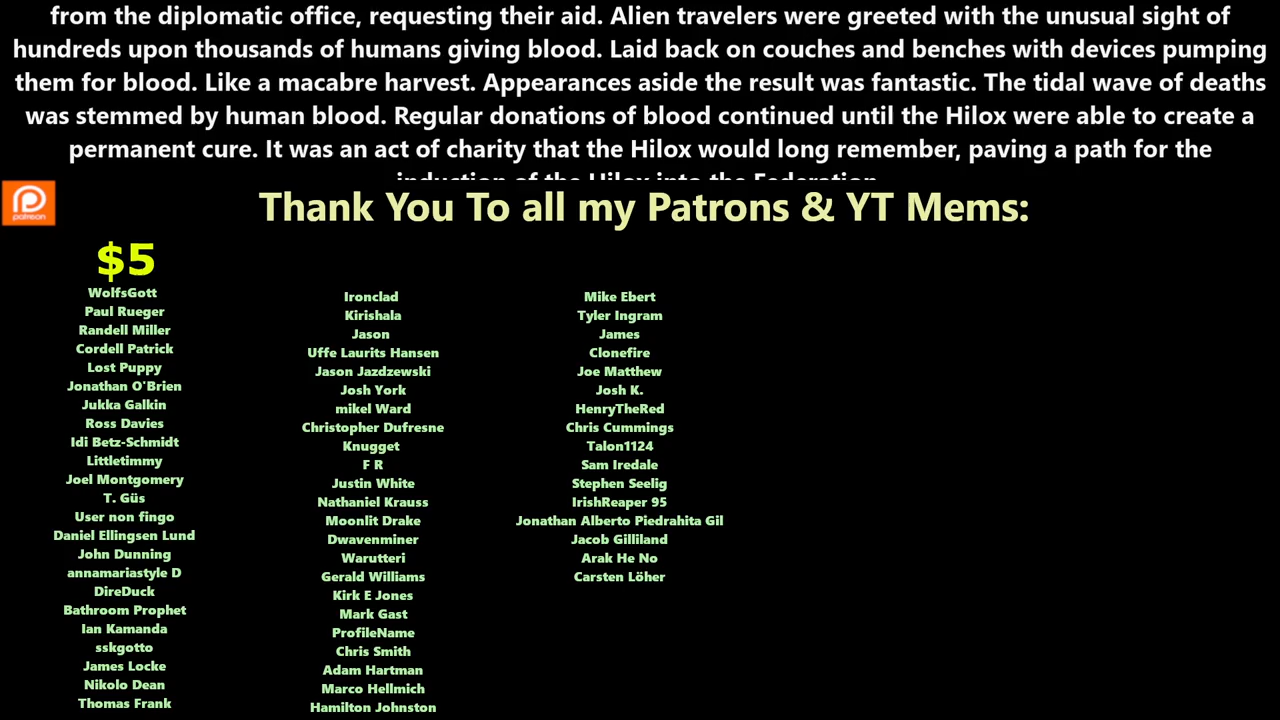 from the diplomatic office, requesting their aid. Alien travelers were greeted with the unusual sight of
hundreds upon thousands of humans giving blood. Laid back on couches and benches with devices pumping
them for blood. Like a macabre harvest. Appearances aside the result was fantastic. The tidal wave of deaths
was stemmed by human blood. Regular donations of blood continued until the Hilox were able to create a
permanent cure. It was an act of charity that the Hilox would long remember, paving a path for the
induction of the Hilox into the Federation.
patreon
Thank You To all my Patrons & YT Mems:
$5
WolfsGott
Paul Rueger
Randell Miller
Cordell Patrick
Lost Puppy
Jonathan O'Brien
Jukka Galkin
Ross Davies
Idi Betz-Schmidt
Littletimmy
Joel Montgomery
T. Güs
User non fingo
Daniel Ellingsen Lund
John Dunning
annamariastyle D
DireDuck
Bathroom Prophet
Ian Kamanda
sskgotto
James Locke
Nikolo Dean
Thomas Frank
Ironclad
Kirishala
Jason
Uffe Laurits Hansen
Jason Jazdzewski
Josh York
mikel Ward
Christopher Dufresne
Knugget
F R
Justin White
Nathaniel Krauss
Moonlit Drake
Dwavenminer
Warutteri
Gerald Williams
Kirk E Jones
Mark Gast
ProfileName
Chris Smith
Adam Hartman
Marco Hellmich
Hamilton Johnston
Mike Ebert
Tyler Ingram
James
Clonefire
Joe Matthew
Josh K.
HenryTheRed
Chris Cummings
Talon1124
Sam Iredale
Stephen Seelig
IrishReaper 95
Jonathan Alberto Piedrahita Gil
Jacob Gilliland
Arak He No
Carsten Löher